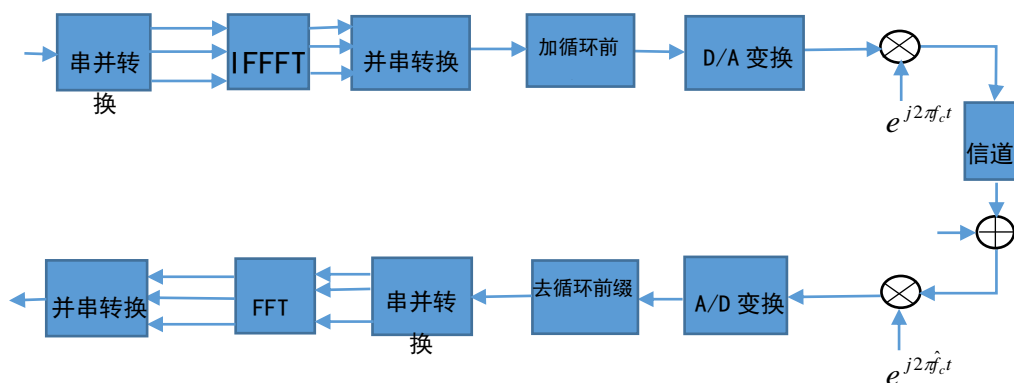 串并转换
IFFFT
并串转换
加循环前
D/A 变换
e^{j2πf_c t}
信道
并串转换
FFT
串并转换
去循环前缀
A/D 变换
e^{j2π\hat{f}_c t}